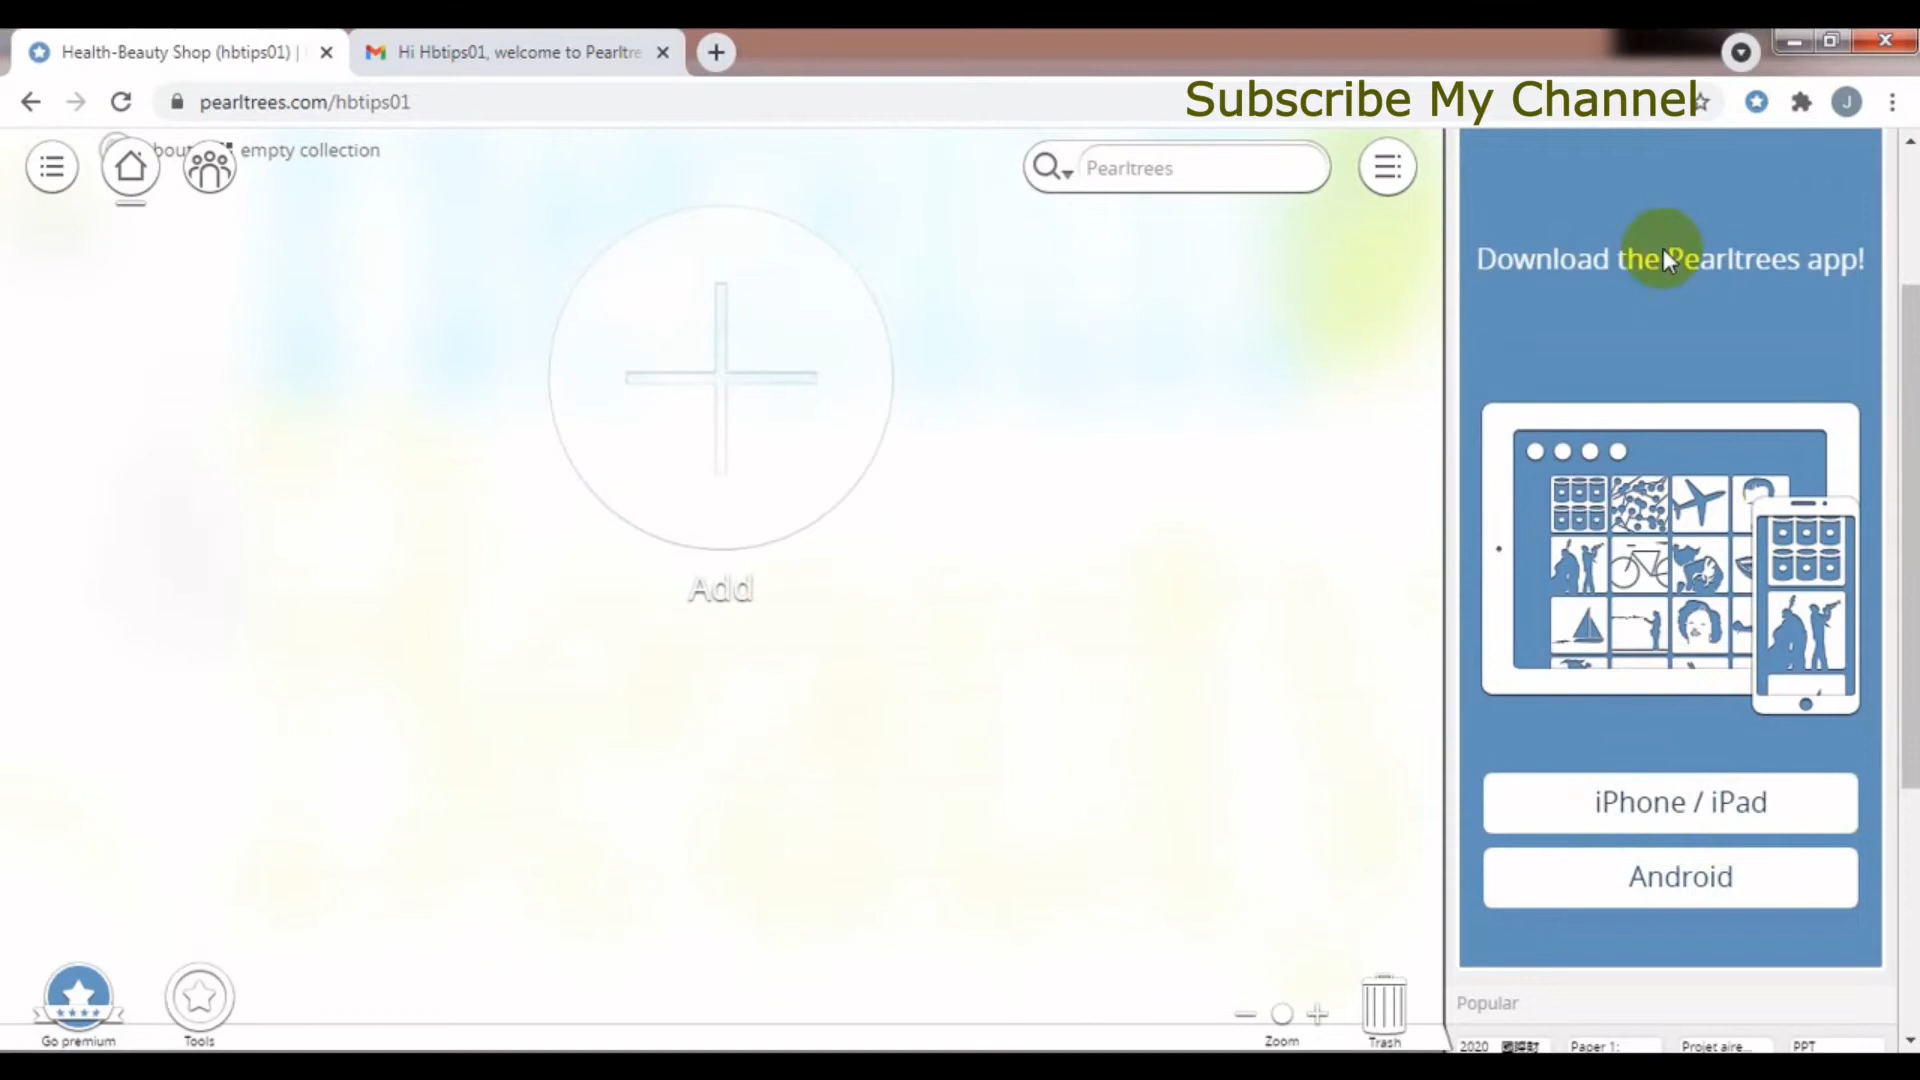 Health-Beauty Shop (hbtips01) |
Hi Hbtips01, welcome to Pearltre
pearltrees.com/hbtips01
Subscribe My Channel
J
empty collection
Pearltrees
Download the Pearltrees app!
Add
iPhone / iPad
Android
Go premium
Tools
Zoom
Trash
Popular
2020
Paper 1:
Projet aire...
PPT